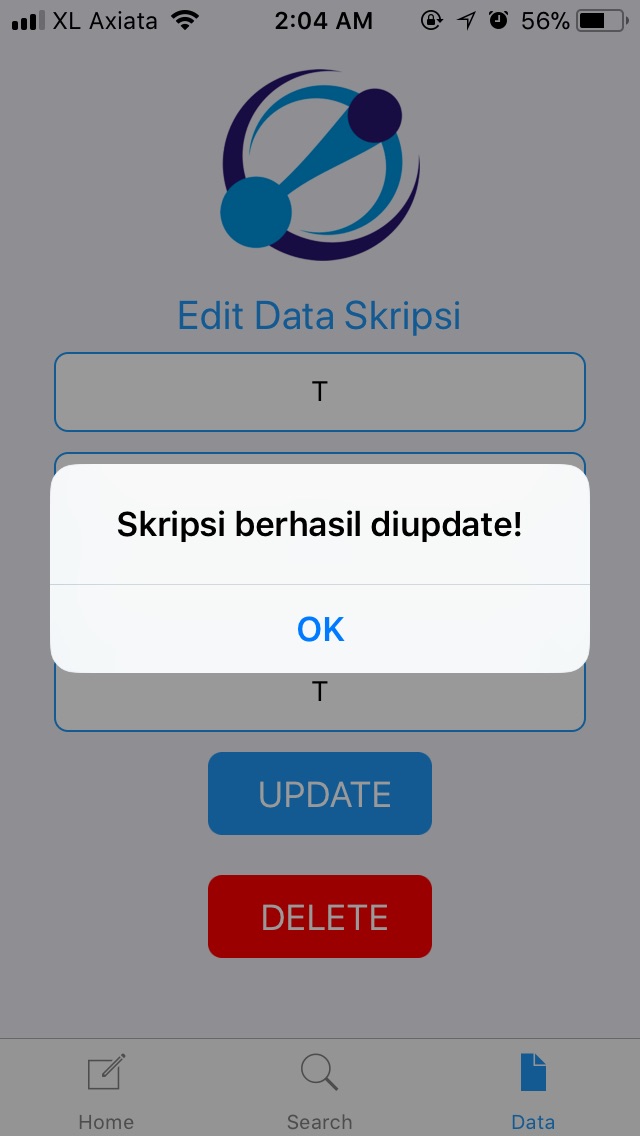 XL Axiata 2:04 AM 56%
Edit Data Skripsi
T
Skripsi berhasil diupdate!
OK
T
UPDATE
DELETE
Home Search Data